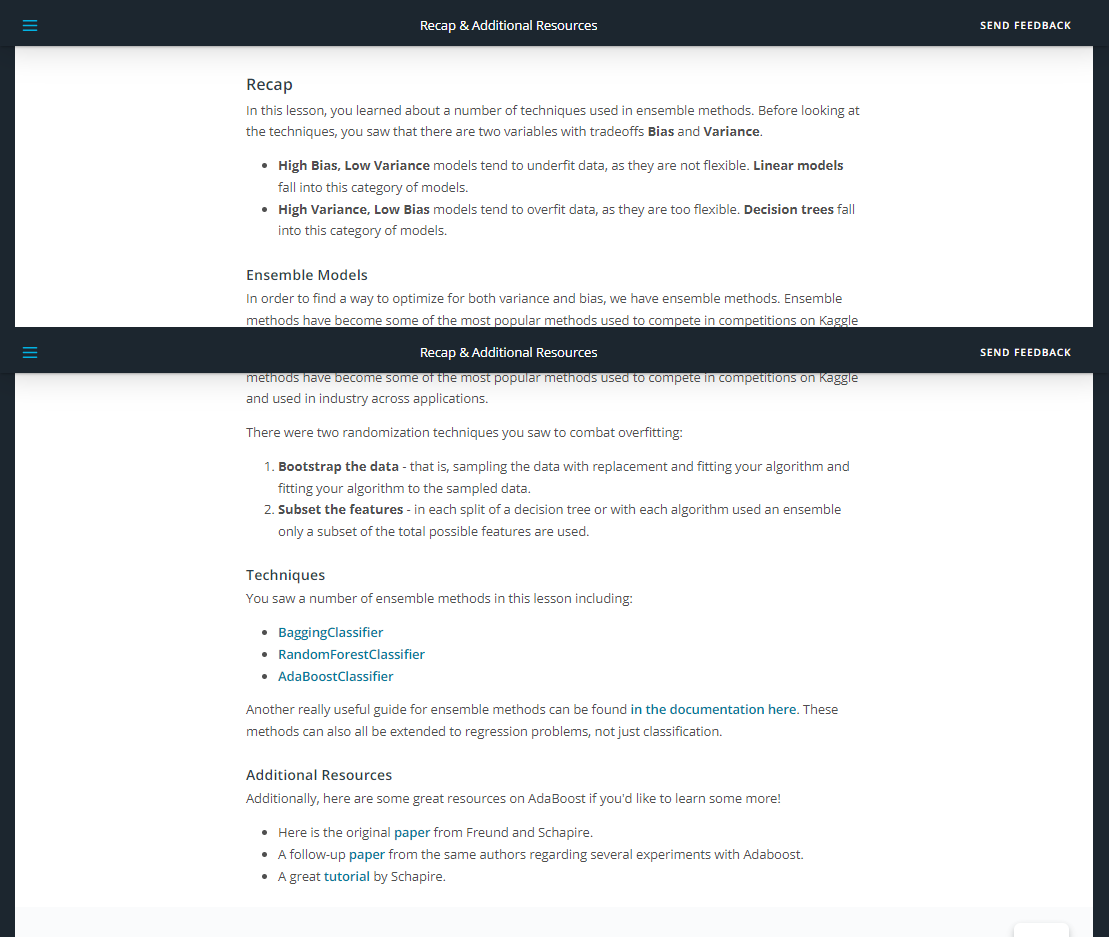 Recap & Additional Resources
SEND FEEDBACK
Recap
In this lesson, you learned about a number of techniques used in ensemble methods. Before looking at
the techniques, you saw that there are two variables with tradeoffs Bias and Variance.
• High Bias, Low Variance models tend to underfit data, as they are not flexible. Linear models
fall into this category of models.
• High Variance, Low Bias models tend to overfit data, as they are too flexible. Decision trees fall
into this category of models.
Ensemble Models
In order to find a way to optimize for both variance and bias, we have ensemble methods. Ensemble
methods have become some of the most popular methods used to compete in competitions on Kaggle
Recap & Additional Resources
SEND FEEDBACK
methods have become some of the most popular methods used to compete in competitions on Kaggle
and used in industry across applications.
There were two randomization techniques you saw to combat overfitting:
1. Bootstrap the data - that is, sampling the data with replacement and fitting your algorithm and
fitting your algorithm to the sampled data.
2. Subset the features - in each split of a decision tree or with each algorithm used an ensemble
only a subset of the total possible features are used.
Techniques
You saw a number of ensemble methods in this lesson including:
• BaggingClassifier
• RandomForestClassifier
• AdaBoostClassifier
Another really useful guide for ensemble methods can be found in the documentation here. These
methods can also all be extended to regression problems, not just classification.
Additional Resources
Additionally, here are some great resources on AdaBoost if you'd like to learn some more!
• Here is the original paper from Freund and Schapire.
• A follow-up paper from the same authors regarding several experiments with Adaboost.
• A great tutorial by Schapire.